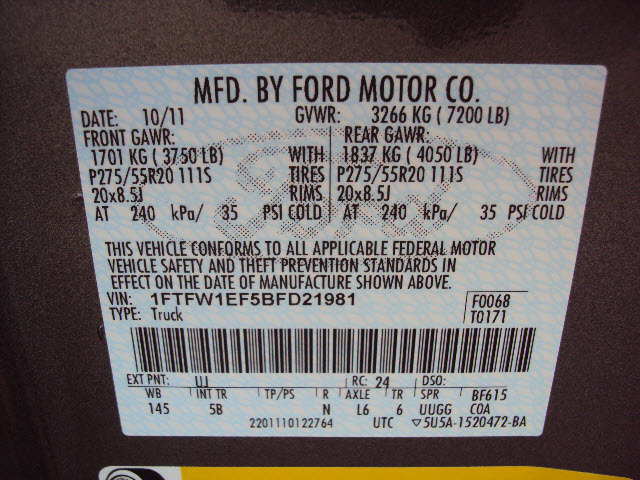 MFD. BY FORD MOTOR CO.
DATE: 10/11 GVWR: 3266 KG ( 7200 LB)
FRONT GAWR: REAR GAWR:
1701 KG ( 3750 LB) WITH 1837 KG ( 4050 LB) WITH
P275/55R20 111S TIRES P275/55R20 111S TIRES
20x8.5J RIMS 20x8.5J RIMS
AT 240 kPa/ 35 PSI COLD AT 240 kPa/ 35 PSI COLD
THIS VEHICLE CONFORMS TO ALL APPLICABLE FEDERAL MOTOR
VEHICLE SAFETY AND THEFT PREVENTION STANDARDS IN
EFFECT ON THE DATE OF MANUFACTURE SHOWN ABOVE.
VIN: 1FTFW1EF5BFD21981 F0068
TYPE: Truck T0171
EXT PNT: UJ RC: 24 DSO:
WB INT TR TP/PS R AXLE TR SPR BF615
145 5B N L6 6 UUGG COA
2201110122764 UTC ▽5U5A-1520472-BA